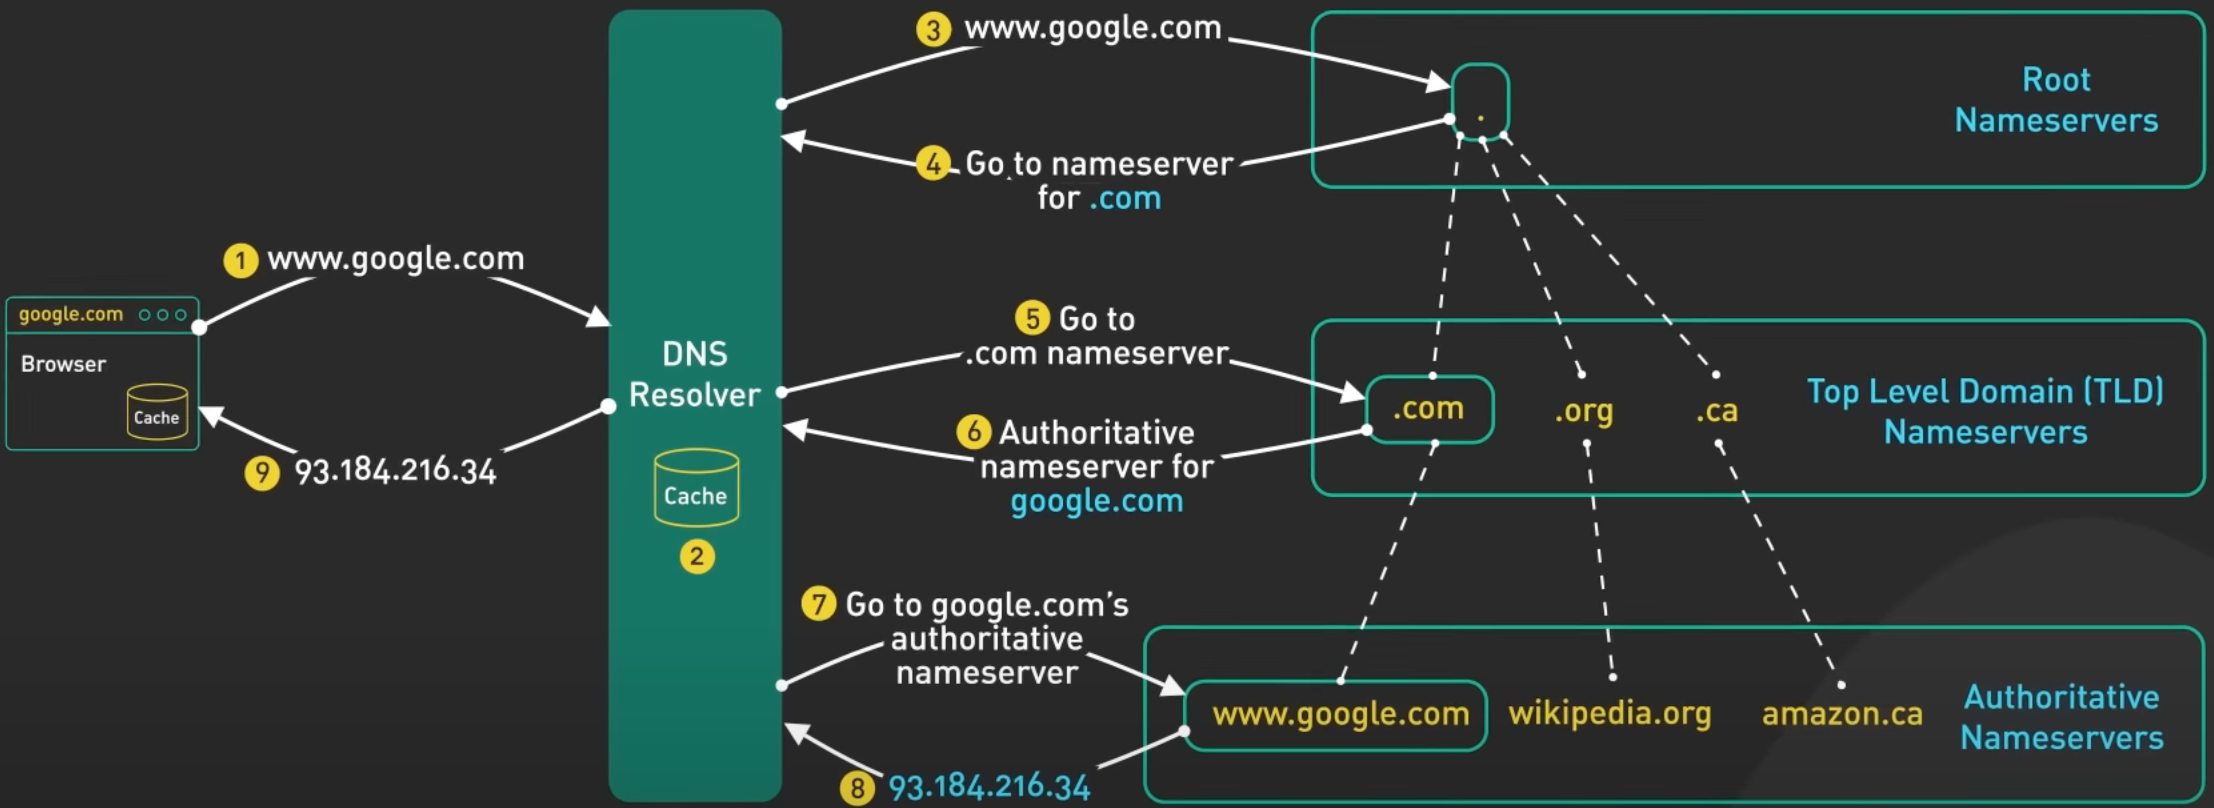 3 www.google.com
Root
Nameservers
.
4 Go to nameserver
for .com
1 www.google.com
google.com
Browser
Cache
9 93.184.216.34
DNS
Resolver
Cache
2
5 Go to
.com nameserver
6 Authoritative
nameserver for
google.com
.com
.org
.ca
Top Level Domain (TLD)
Nameservers
7 Go to google.com’s
authoritative
nameserver
8 93.184.216.34
www.google.com
wikipedia.org
amazon.ca
Authoritative
Nameservers